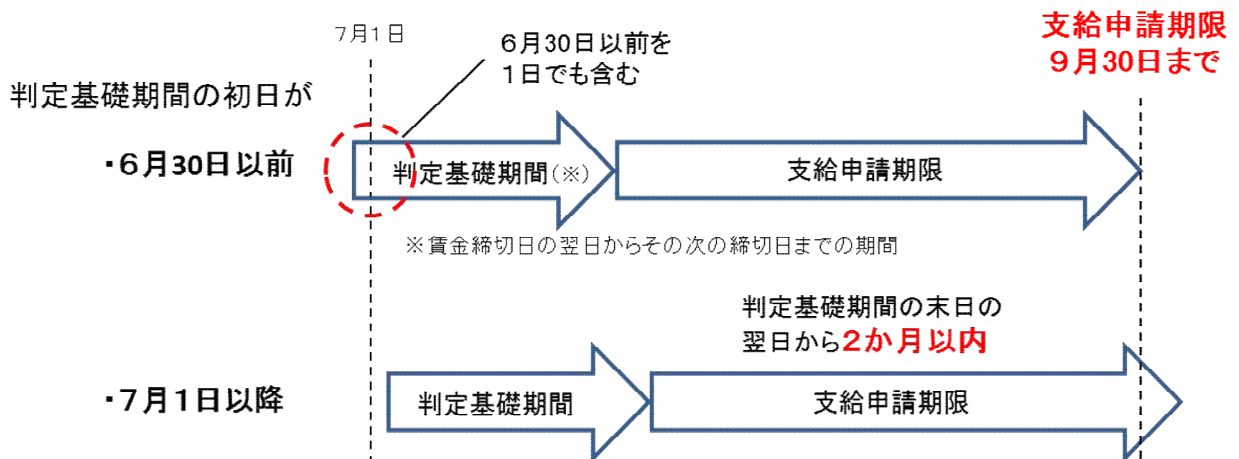 7月1日
6月30日以前を
1日でも含む
支給申請期限
９月30日まで
判定基礎期間の初日が
・６月30日以前
判定基礎期間（※）
支給申請期限
※賃金締切日の翌日からその次の締切日までの期間
判定基礎期間の末日の
翌日から２か月以内
・７月１日以降
判定基礎期間
支給申請期限